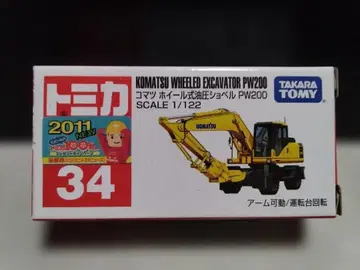 トミカ
KOMATSU WHEELED EXCAVATOR PW200
コマツ ホイール式油圧ショベル PW200
SCALE 1/122
TAKARA
TOMY
2011
NEW
34
KOMATSU
アーム可動/運転台回転